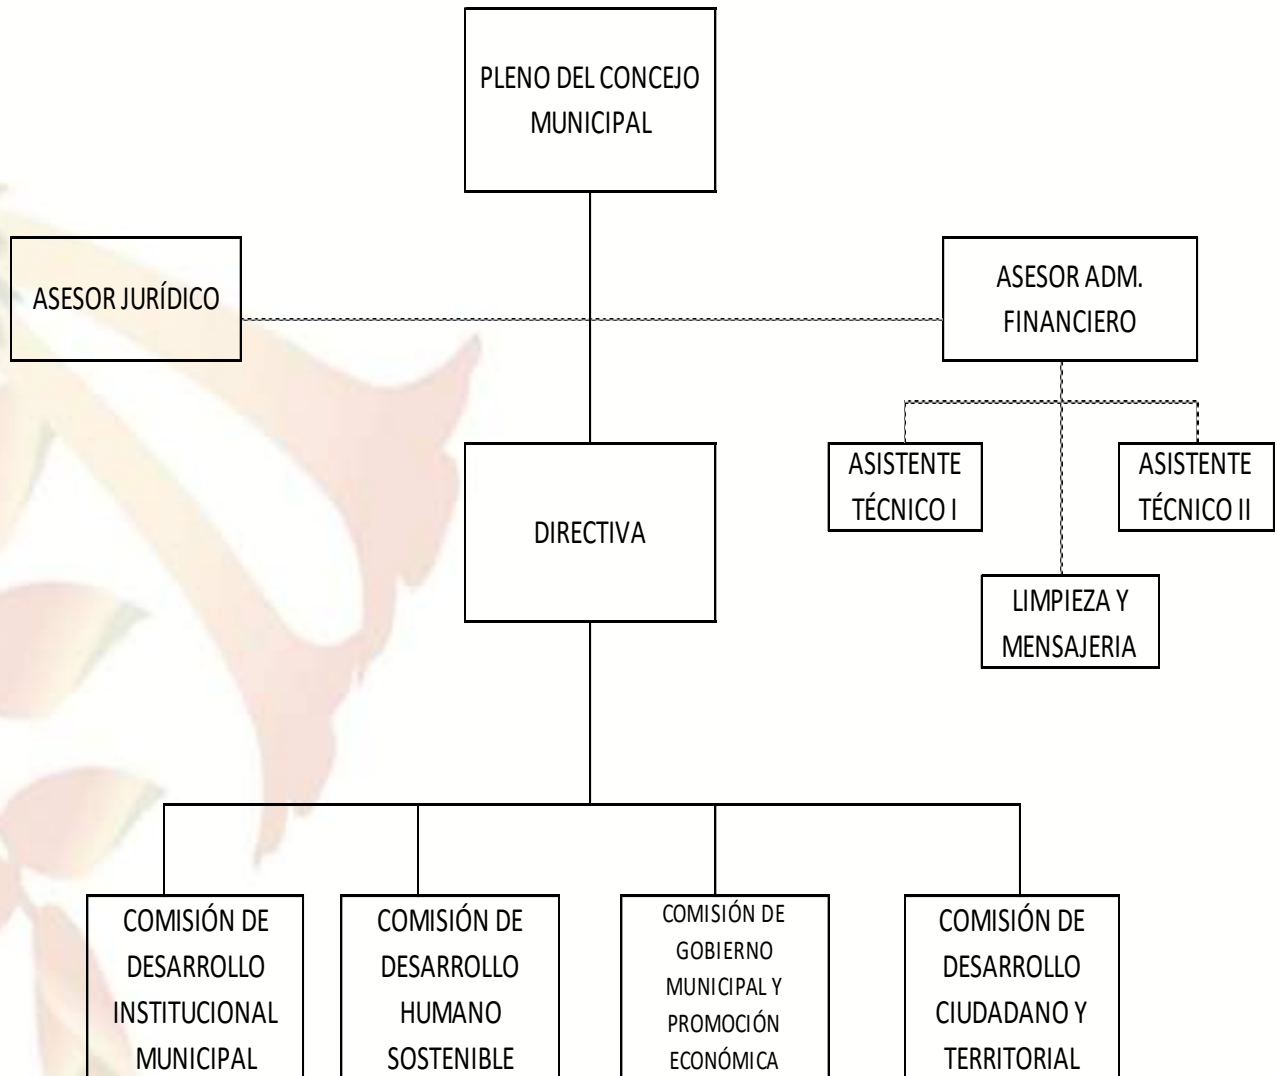 PLENO DEL CONCEJO
MUNICIPAL
ASESOR JURÍDICO
ASESOR ADM.
FINANCIERO
ASISTENTE
TÉCNICO I
ASISTENTE
TÉCNICO II
DIRECTIVA
LIMPIEZA Y
MENSAJERIA
COMISIÓN DE
DESARROLLO
INSTITUCIONAL
MUNICIPAL
COMISIÓN DE
DESARROLLO
HUMANO
SOSTENIBLE
COMISIÓN DE
GOBIERNO
MUNICIPAL Y
PROMOCIÓN
ECONÓMICA
COMISIÓN DE
DESARROLLO
CIUDADANO Y
TERRITORIAL